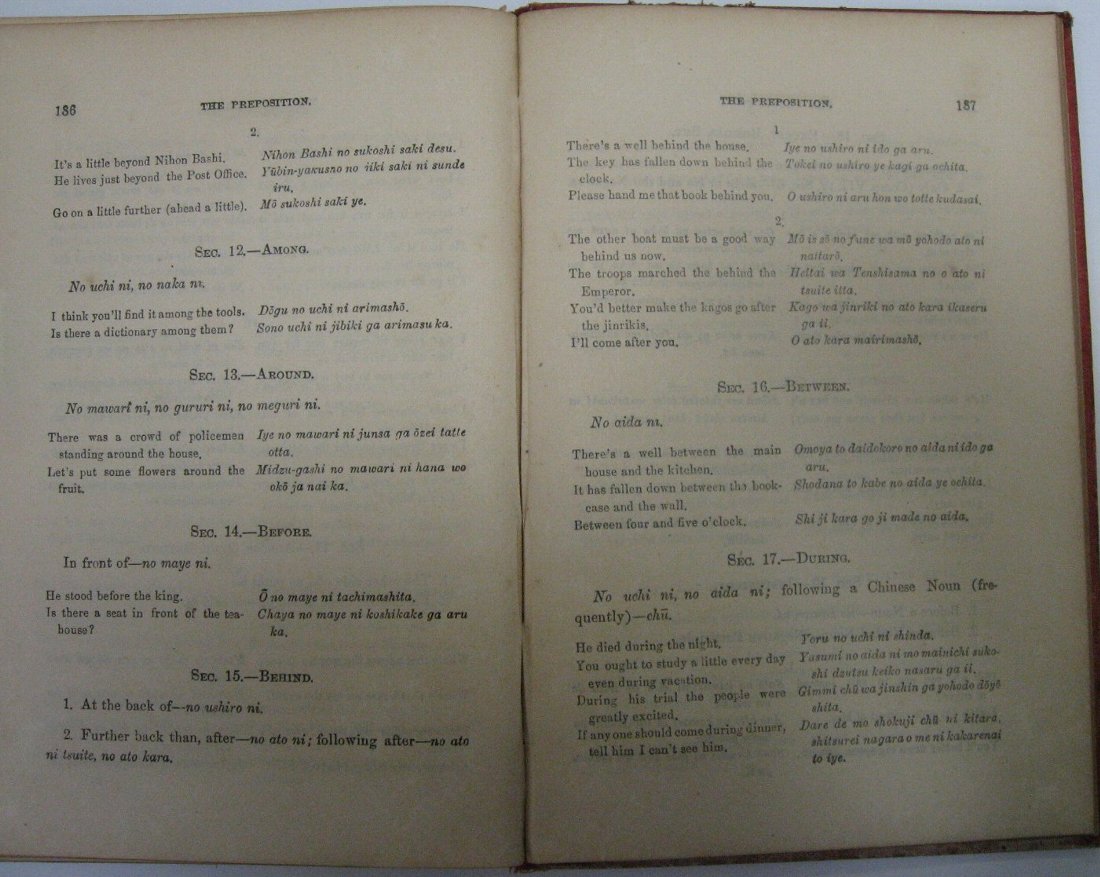 186
THE PREPOSITION.
2.
It's a little beyond Nihon Bashi.
Nihon Bashi no sukoshi saki desu.
He lives just beyond the Post Office.
Yūbin-yakusho no jiki saki ni sunde
iru.
Go on a little further (ahead a little).
Mō sukoshi saki ye.
SEC. 12.—AMONG.
No uchi ni, no naka ni.
I think you'll find it among the tools.
Dōgu no uchi ni arimashō.
Is there a dictionary among them?
Sono uchi ni jibiki ga arimasu ka.
SEC. 13.—AROUND.
No mawari ni, no gururi ni, no meguri ni.
There was a crowd of policemen
standing around the house.
Iye no mawari ni junsa ga ōzei tatte
otta.
Let's put some flowers around the
fruit.
Midzu-gashi no mawari ni hana wo
okō ja nai ka.
SEC. 14.—BEFORE.
In front of—no maye ni.
He stood before the king.
Ō no maye ni tachimashita.
Is there a seat in front of the tea-
house?
Chaya no maye ni koshikake ga aru
ka.
SEC. 15.—BEHIND.
1. At the back of—no ushiro ni.
2. Further back than, after—no ato ni; following after—no ato
ni tsuite, no ato kara.
THE PREPOSITION.
187
1
There's a well behind the house.
Iye no ushiro ni ido ga aru.
The key has fallen down behind the
clock.
Tokei no ushiro ye kagi ga ochita.
Please hand me that book behind you.
O ushiro ni aru hon wo totte kudasai.
2.
The other boat must be a good way
behind us now.
Mō is sō no fune wa mō yohodo ato ni
nattarō.
The troops marched the behind the
Emperor.
Heitai wa Tenshisama no o ato ni
tsuite itta.
You'd better make the kagos go after
the jinrikis.
Kago wa jinriki no ato kara ikaseru
ga ii.
I'll come after you.
O ato kara mairimashō.
SEC. 16.—BETWEEN.
No aida ni.
There's a well between the main
house and the kitchen.
Omoya to daidokoro no aida ni ido ga
aru.
It has fallen down between the book-
case and the wall.
Shodana to kabe no aida ye ochita.
Between four and five o'clock.
Shi ji kara go ji made no aida.
SEC. 17.—DURING.
No uchi ni, no aida ni; following a Chinese Noun (fre-
quently)—chū.
He died during the night.
Yoru no uchi ni shinda.
You ought to study a little every day
even during vacation.
Yasumi no aida ni mo mainichi suko-
shi dzutsu keiko nasaru ga ii.
During his trial the people were
greatly excited.
Gimmi chū wa jinshin ga yohodo dōyō
shita.
If any one should come during dinner,
tell him I can't see him.
Dare de mo shokuji chū ni kitara,
shitsurei nagara o me ni kakarenai
to iye.